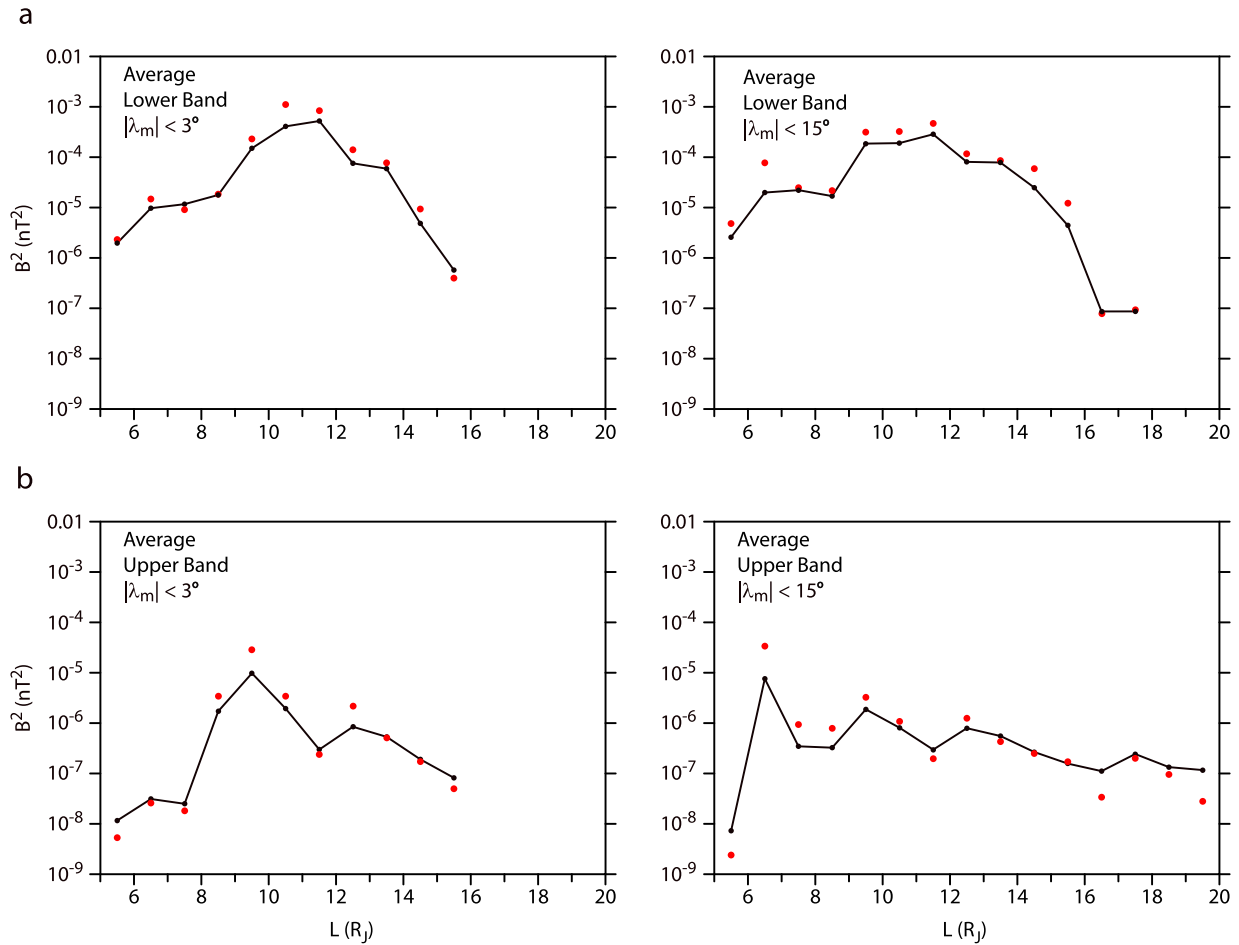 a
Average
Lower Band
|λm| < 3°
B² (nT²)
0.01
10⁻³
10⁻⁴
10⁻⁵
10⁻⁶
10⁻⁷
10⁻⁸
10⁻⁹
6 8 10 12 14 16 18 20
Average
Lower Band
|λm| < 15°
0.01
10⁻³
10⁻⁴
10⁻⁵
10⁻⁶
10⁻⁷
10⁻⁸
10⁻⁹
6 8 10 12 14 16 18 20
b
Average
Upper Band
|λm| < 3°
B² (nT²)
0.01
10⁻³
10⁻⁴
10⁻⁵
10⁻⁶
10⁻⁷
10⁻⁸
10⁻⁹
6 8 10 12 14 16 18 20
L (RJ)
Average
Upper Band
|λm| < 15°
0.01
10⁻³
10⁻⁴
10⁻⁵
10⁻⁶
10⁻⁷
10⁻⁸
10⁻⁹
6 8 10 12 14 16 18 20
L (RJ)